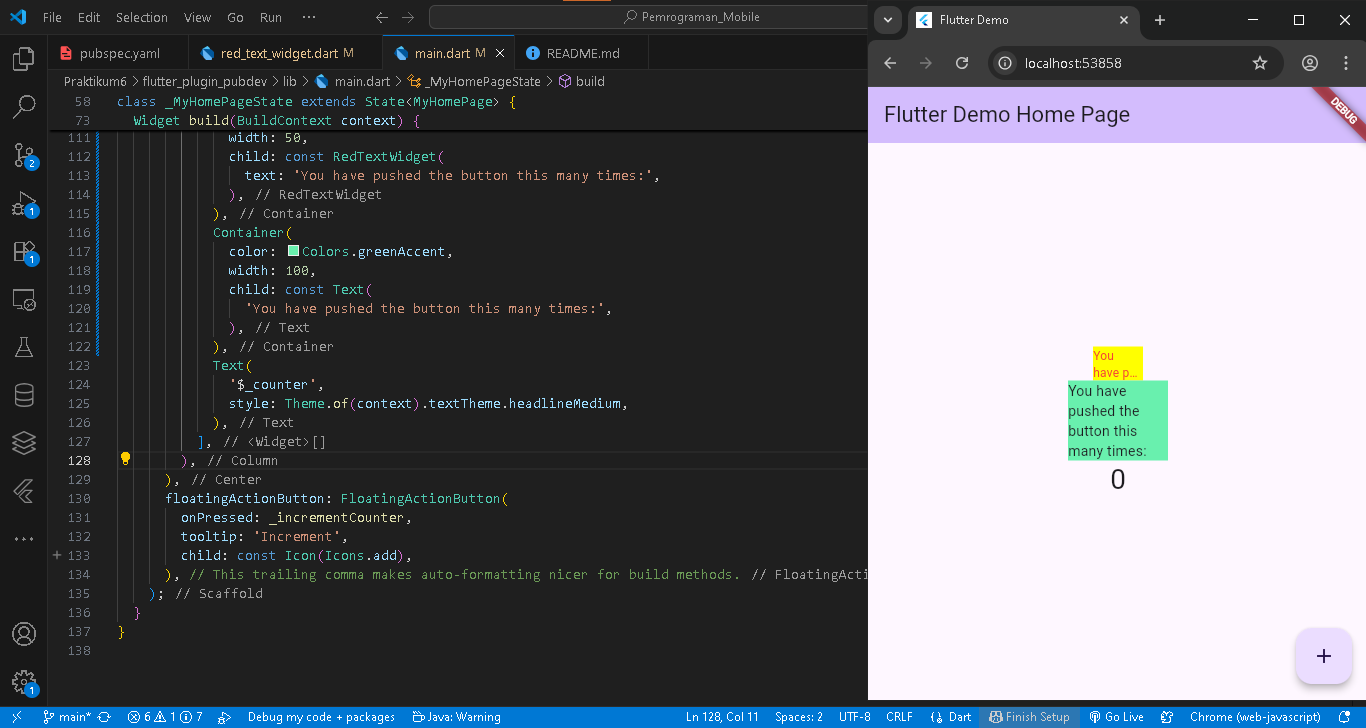 File Edit Selection View Go Run ··· Pemrograman_Mobile
pubspec.yaml red_text_widget.dart M main.dart M README.md
Praktikum6 > flutter_plugin_pubdev > lib > main.dart > _MyHomePageState > build
58 class _MyHomePageState extends State<MyHomePage> {
73 Widget build(BuildContext context) {
111 width: 50,
112 child: const RedTextWidget(
113 text: 'You have pushed the button this many times:',
114 ), // RedTextWidget
115 ), // Container
116 Container(
117 color: Colors.greenAccent,
118 width: 100,
119 child: const Text(
120 'You have pushed the button this many times:',
121 ), // Text
122 ), // Container
123 Text(
124 '$_counter',
125 style: Theme.of(context).textTheme.headlineMedium,
126 ), // Text
127 ], // <Widget>[]
128 ), // Column
129 ), // Center
130 floatingActionButton: FloatingActionButton(
131 onPressed: _incrementCounter,
132 tooltip: 'Increment',
133 child: const Icon(Icons.add),
134 ), // This trailing comma makes auto-formatting nicer for build methods. // FloatingActi
135 ); // Scaffold
136 }
137 }
138
2
1
1
1
main* 6 1 7 Debug my code + packages Java: Warning Ln 128, Col 11 Spaces: 2 UTF-8 CRLF Dart Finish Setup Go Live Chrome (web-javascript)
Flutter Demo
localhost:53858
Flutter Demo Home Page
DEBUG
You
have p…
You have
pushed the
button this
many times:
0